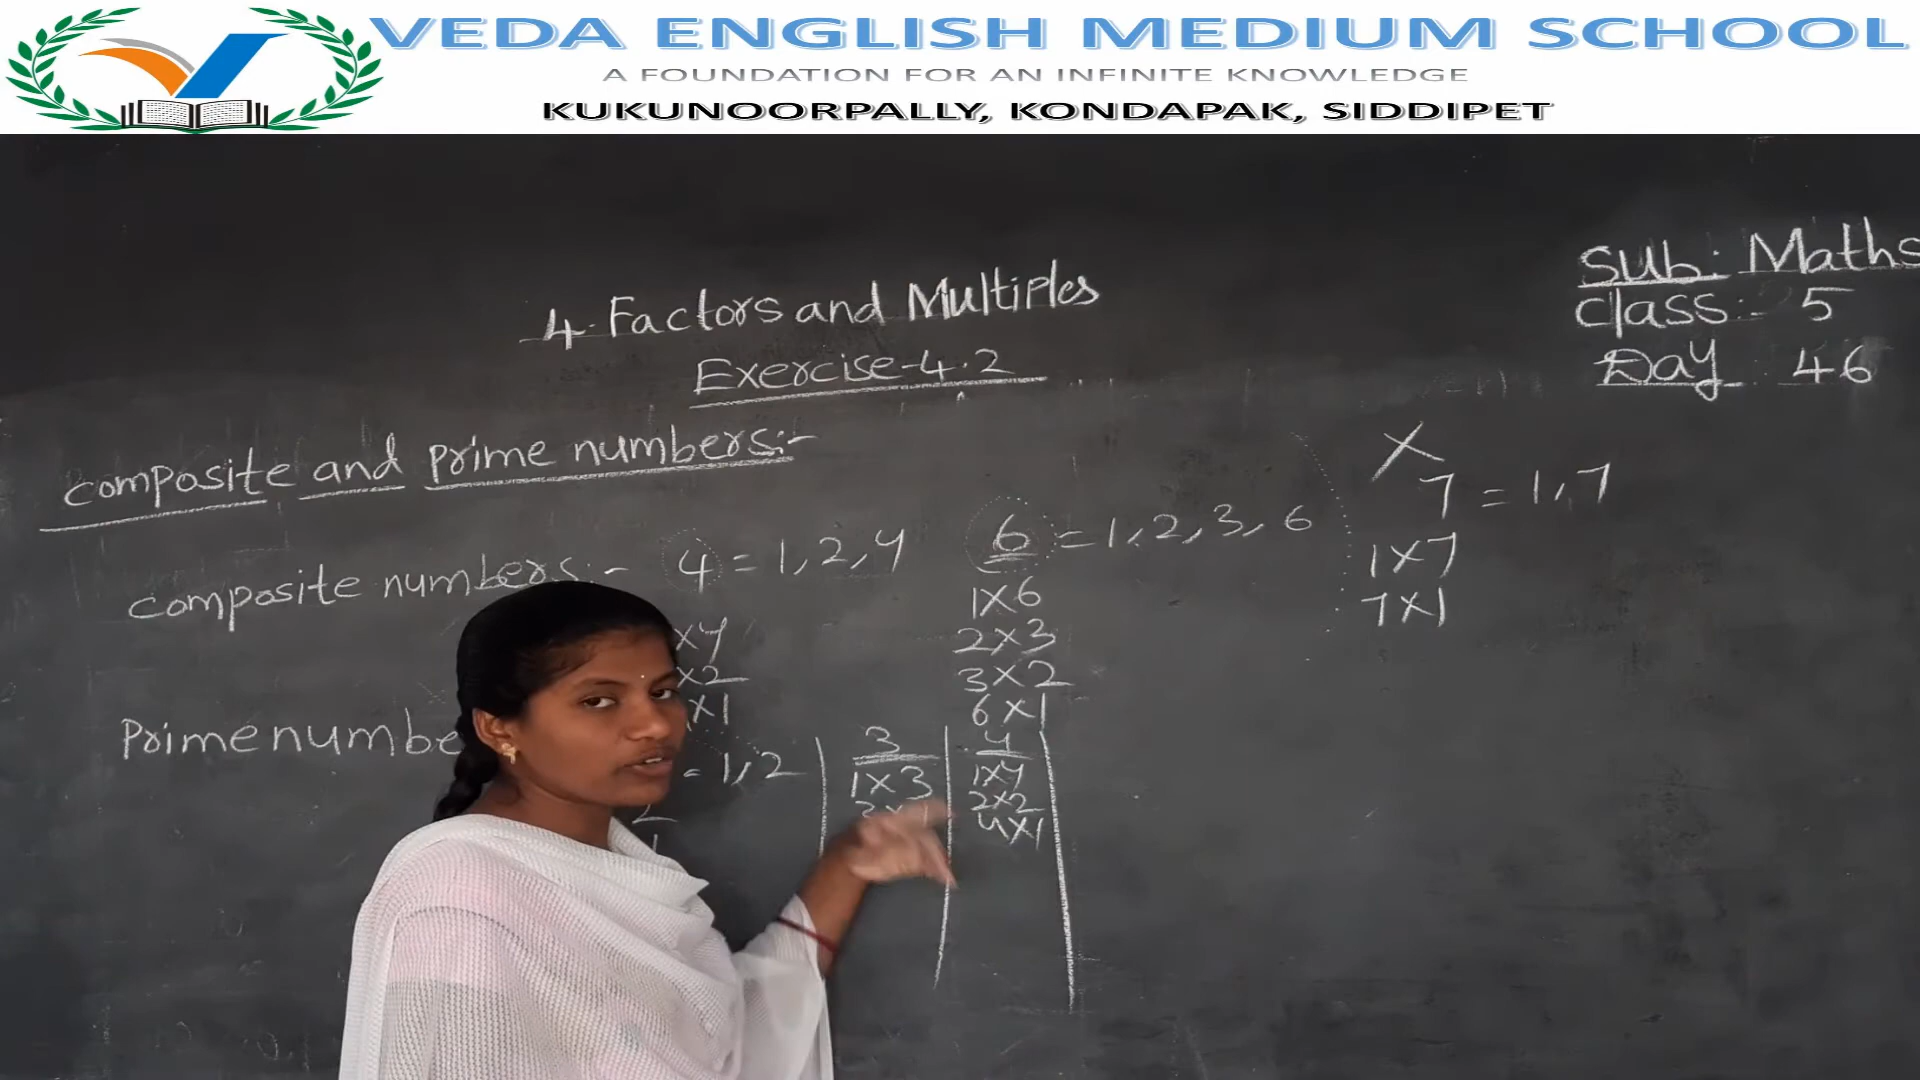 VEDA ENGLISH MEDIUM SCHOOL
A FOUNDATION FOR AN INFINITE KNOWLEDGE
KUKUNOORPALLY, KONDAPAK, SIDDIPET
Sub: Maths
Class:- 5
Day : 46
4. Factors and Multiples
Exercise-4.2
Composite and prime numbers:-
Composite numbers:- 4 = 1, 2, 4
×4
×2
×1
6 = 1, 2, 3, 6
1×6
2×3
3×2
6×1
X
7 = 1, 7
1×7
7×1
Prime numbe
= 1, 2
3
1×3
4
1×4
2×2
4×1